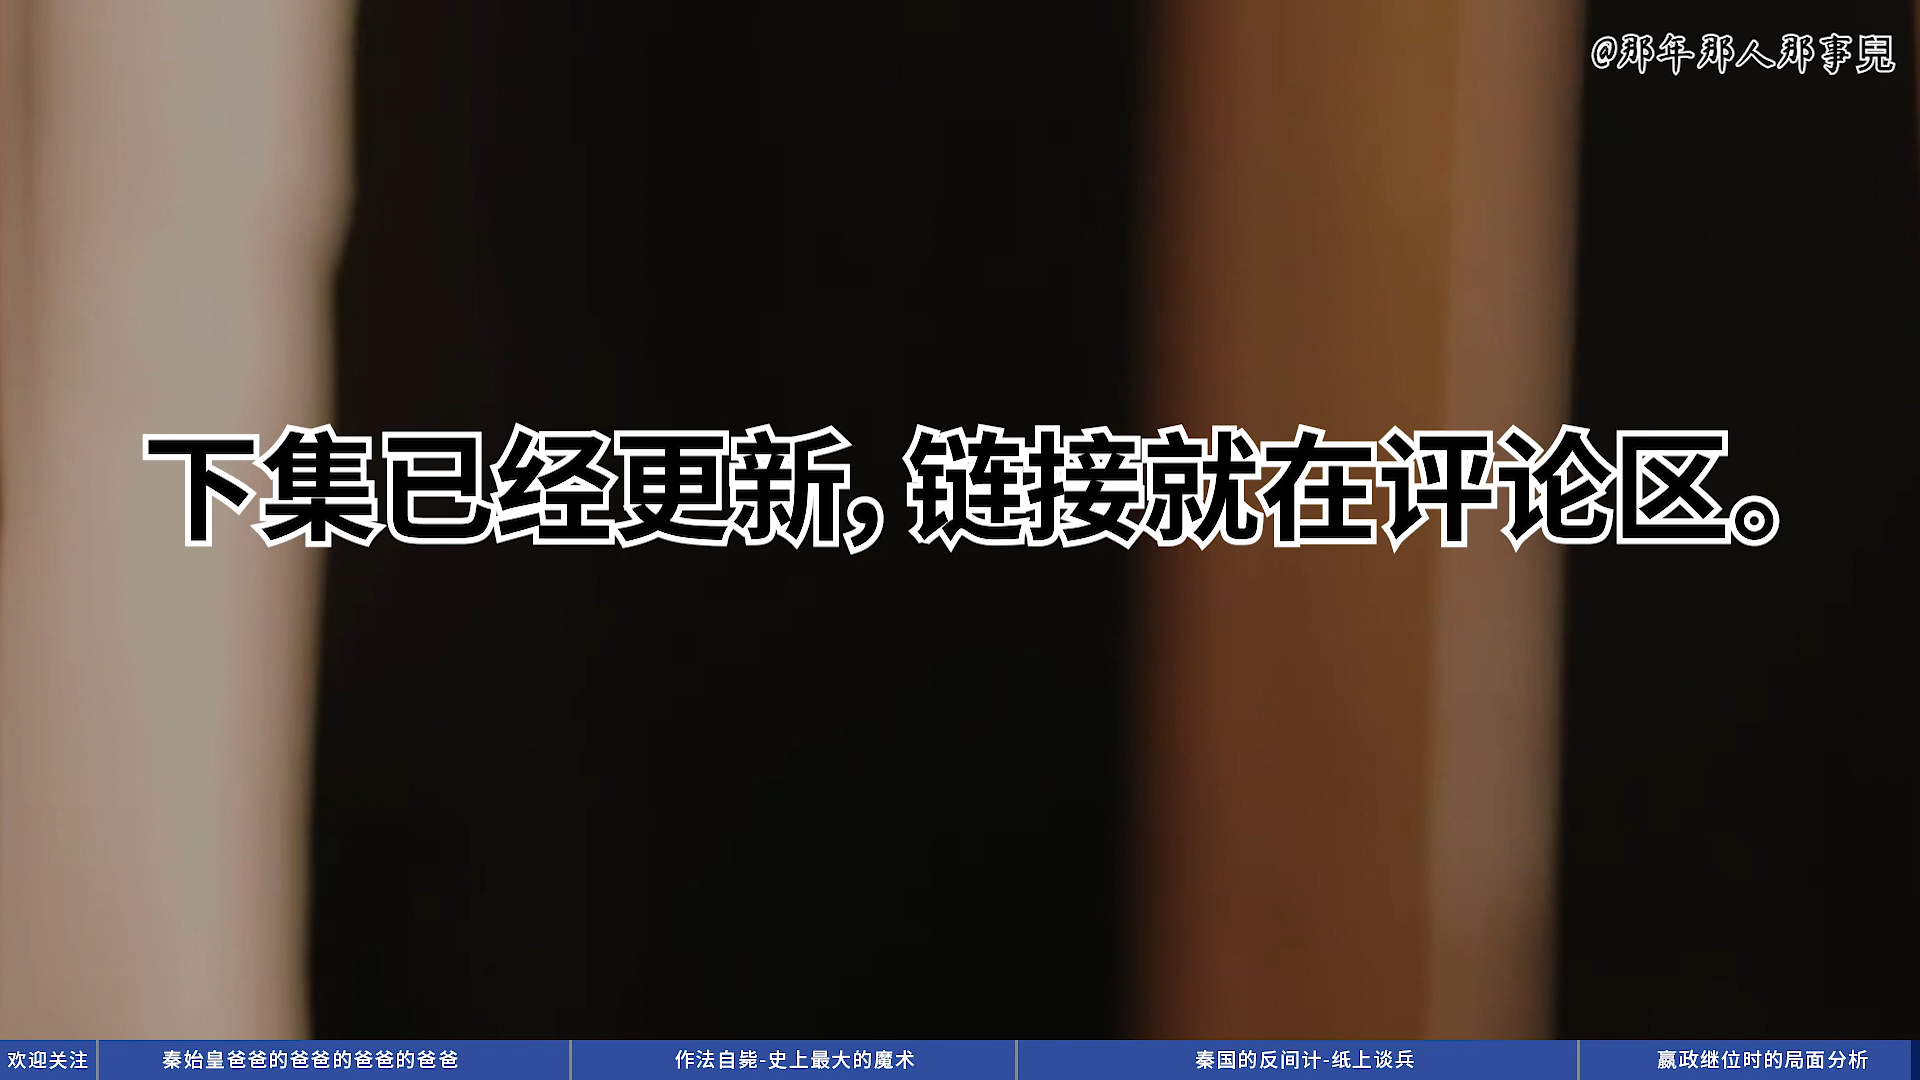 @那年那人那事兒
下集已经更新，链接就在评论区。
欢迎关注
秦始皇爸爸的爸爸的爸爸的爸爸
作法自毙-史上最大的魔术
秦国的反间计-纸上谈兵
嬴政继位时的局面分析